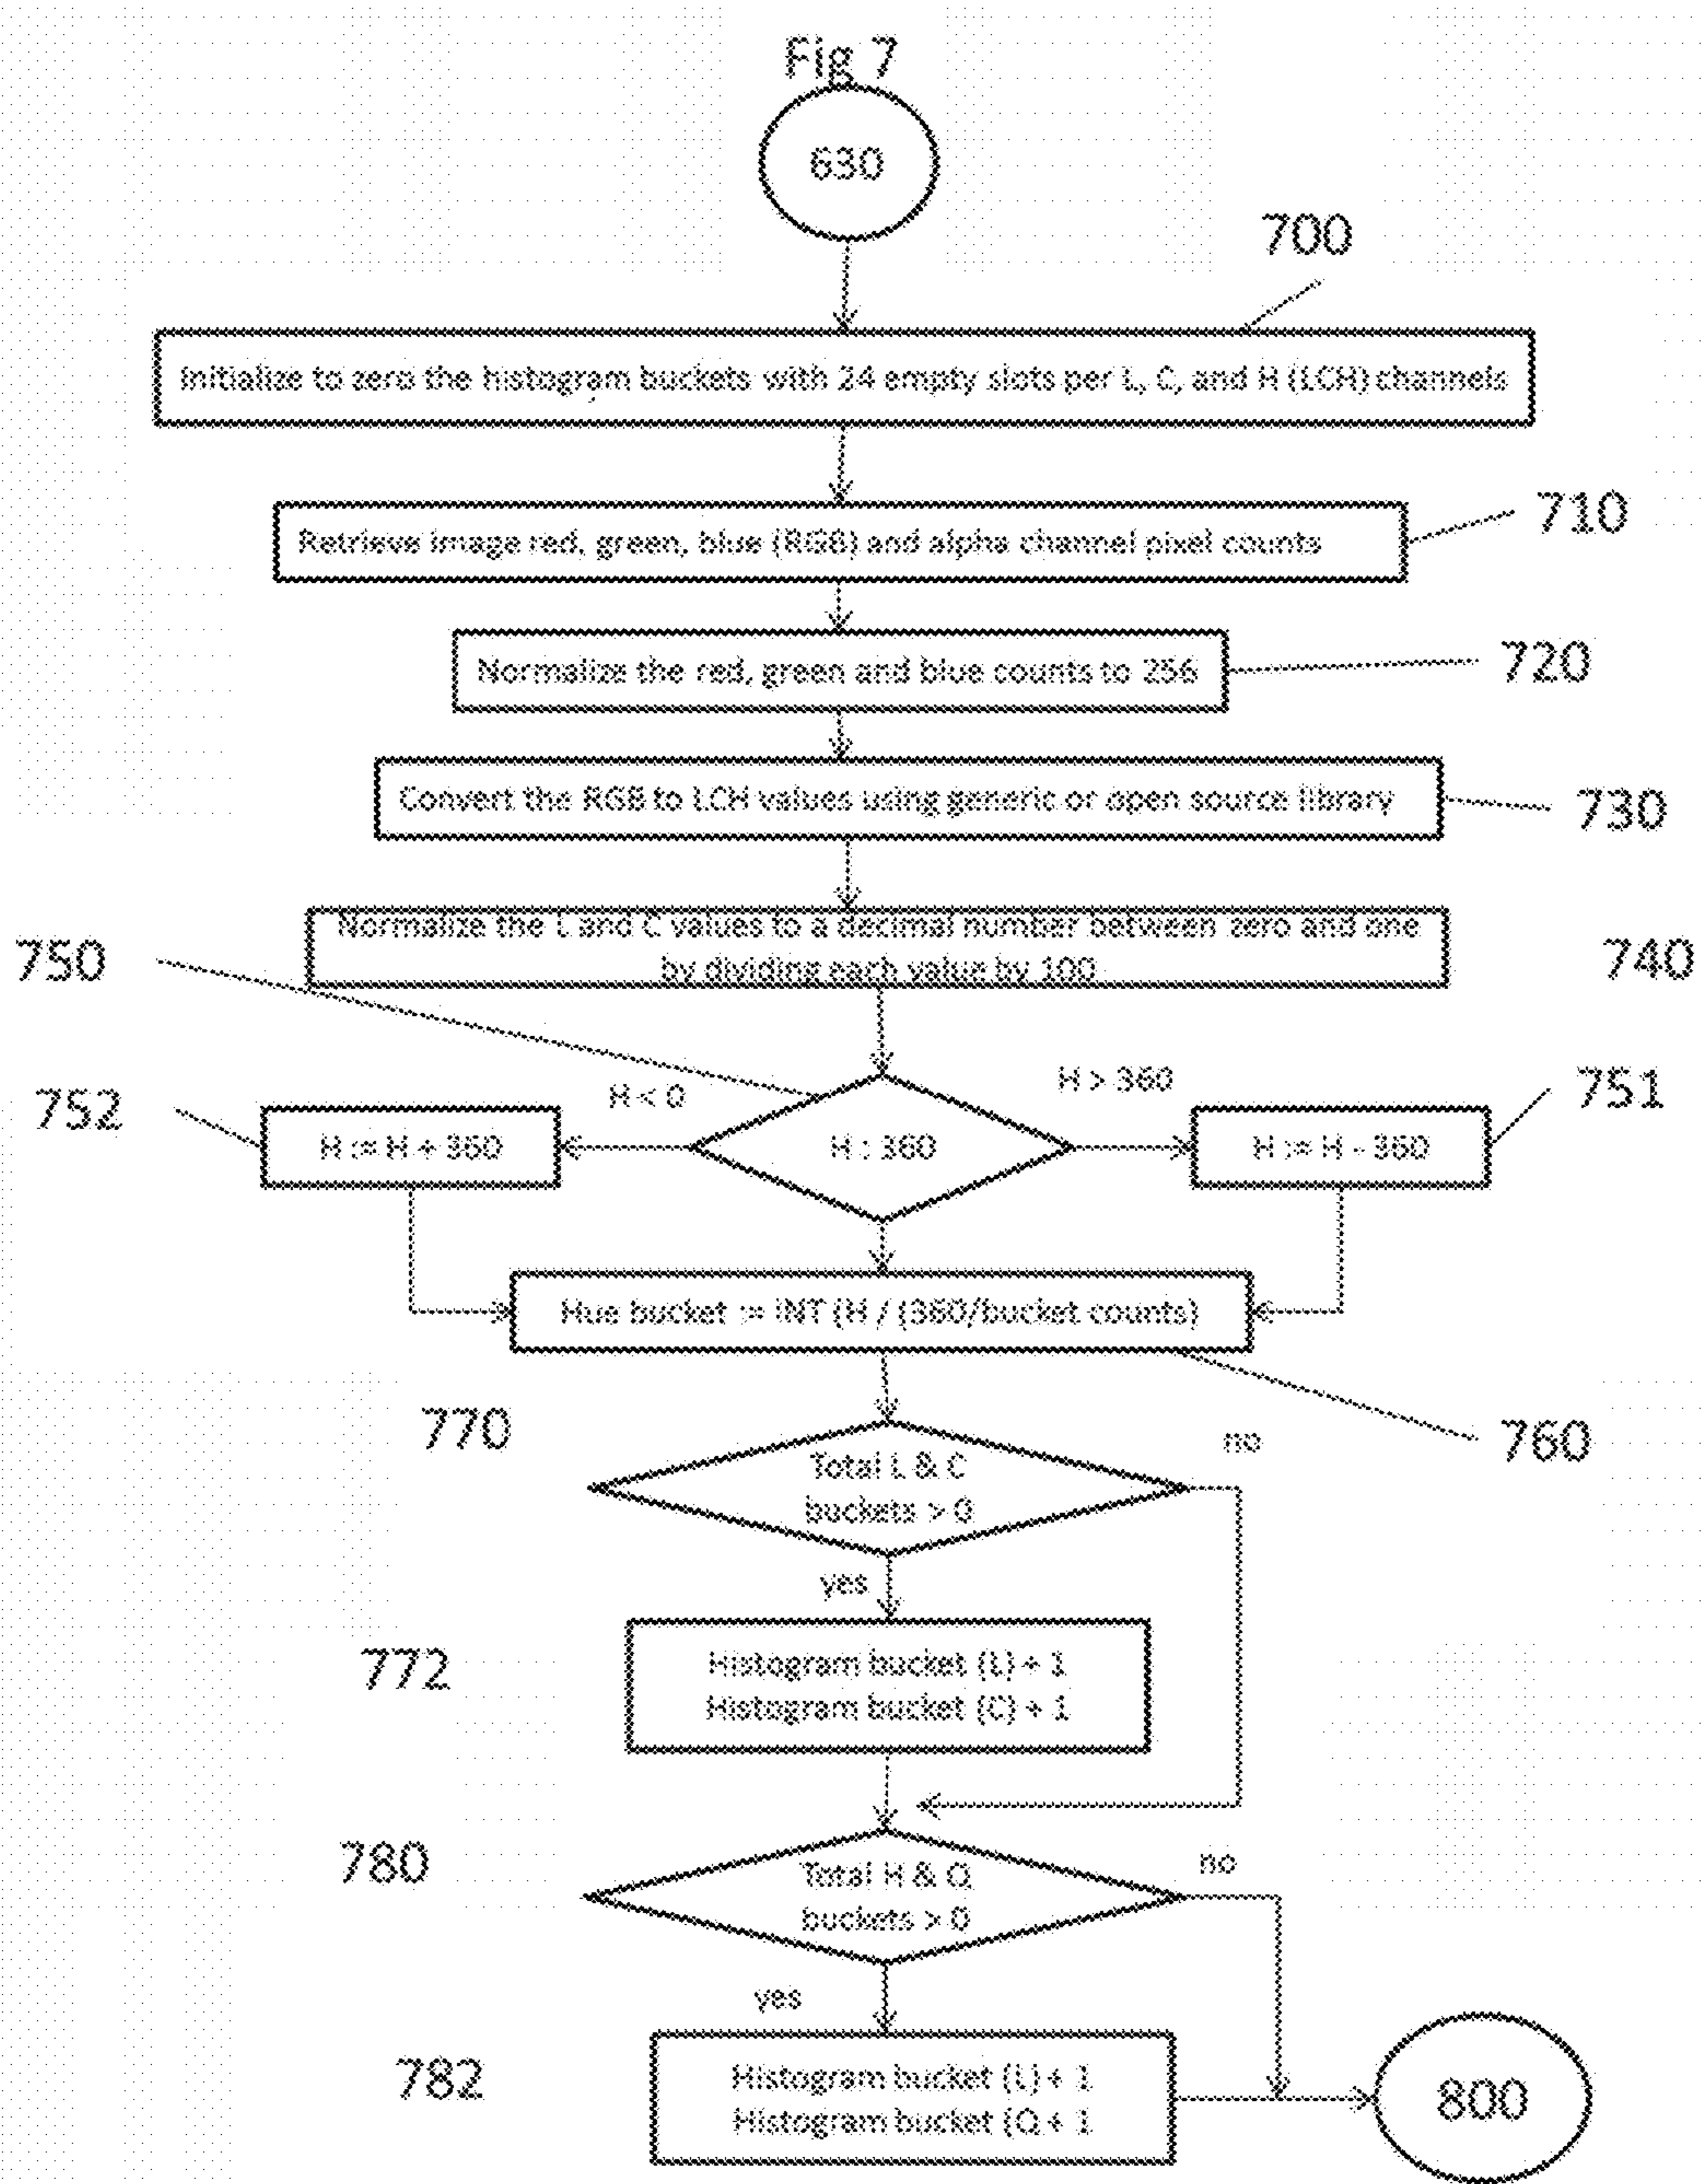 Fig 7
630
700
Initialize to zero the histogram buckets with 24 empty slots per L, C, and H (LCH) channels
710
Retrieve image red, green, blue (RGB) and alpha channel pixel counts
720
Normalize the red, green and blue counts to 256
730
Convert the RGB to LCH values using generic or open source library
740
Normalize the L and C values to a decimal number between zero and one
by dividing each value by 100
750
752
H < 0
H > 360
751
H := H + 360
H : 360
H := H - 360
Hue bucket := INT (H / (360/bucket counts)
760
770
Total L & C
buckets > 0
no
yes
772
Histogram bucket (L) + 1
Histogram bucket (C) + 1
780
Total H & Q
buckets > 0
no
yes
782
Histogram bucket (L) + 1
Histogram bucket (Q + 1
800